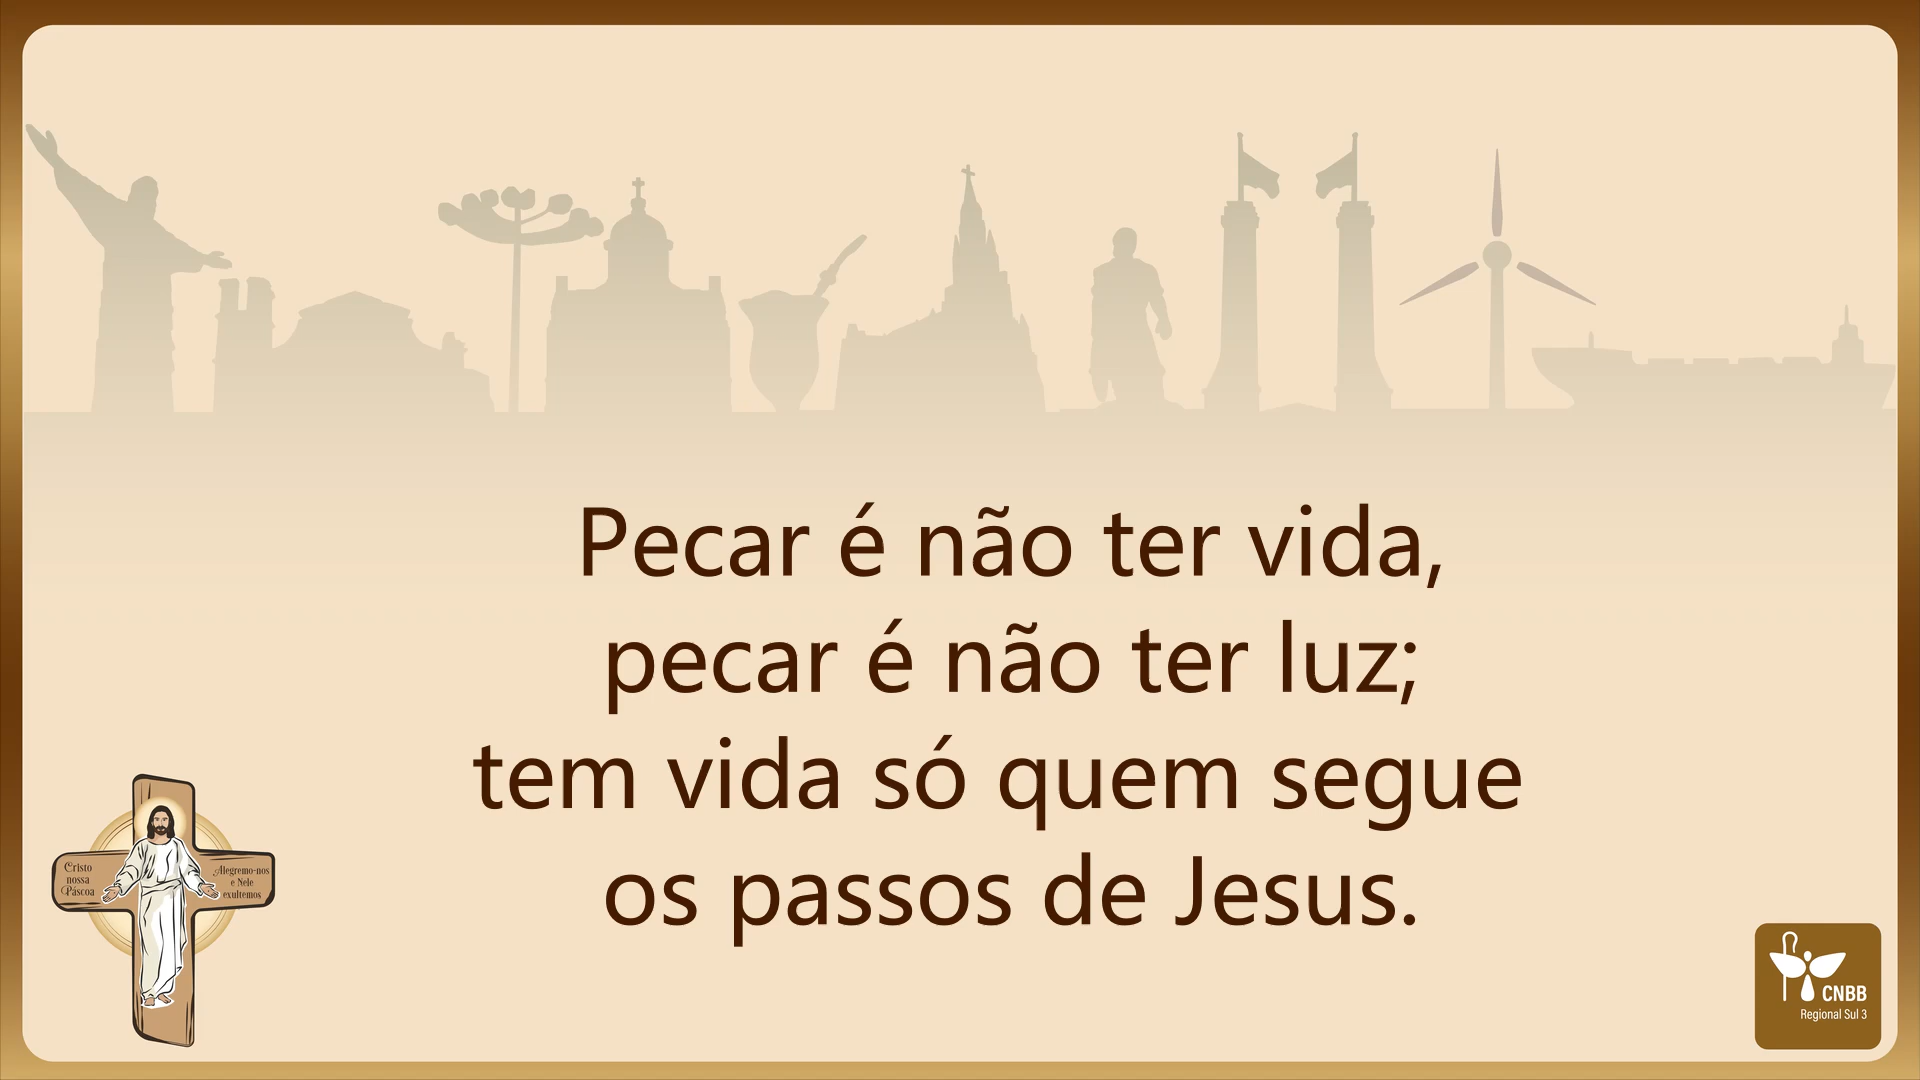 Pecar é não ter vida,
pecar é não ter luz;
tem vida só quem segue
os passos de Jesus.
Cristo
nossa
Páscoa
Alegremo-nos
e Nele
exultemos
CNBB
Regional Sul 3